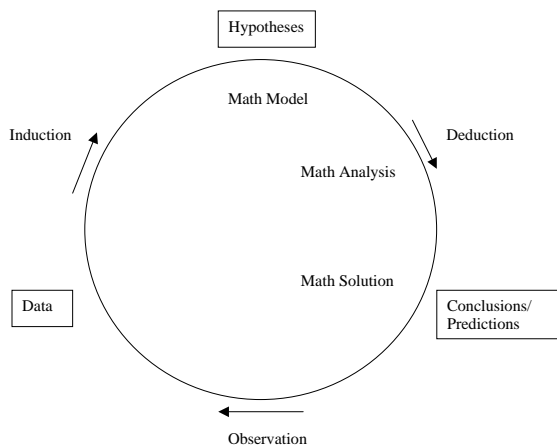 Hypotheses
Math Model
Induction
Deduction
Math Analysis
Math Solution
Data
Conclusions/
Predictions
Observation